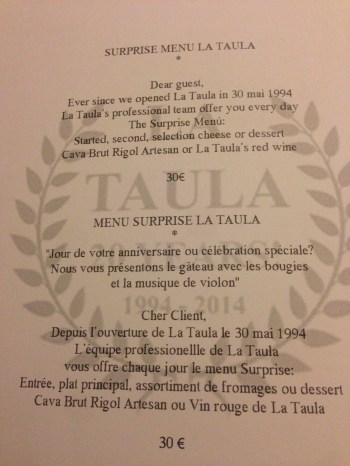 SURPRISE MENU LA TAULA
*
Dear guest,
Ever since we opened La Taula in 30 mai 1994
La Taula's professional team offer you every day
The Surprise Menú:
Started, second, selection cheese or dessert
Cava Brut Rigol Artesan or La Taula's red wine
30€
TAULA
MENU SURPRISE LA TAULA
*
"Jour de votre anniversaire ou célébration spéciale?
Nous vous présentons le gâteau avec les bougies
et la musique de violon"
1994 - 2014
Cher Client,
Depuis l'ouverture de La Taula le 30 mai 1994
L'équipe professionellle de La Taula
vous offre chaque jour le menu Surprise:
Entrée, plat principal, assortiment de fromages ou dessert
Cava Brut Rigol Artesan ou Vin rouge de La Taula
30 €